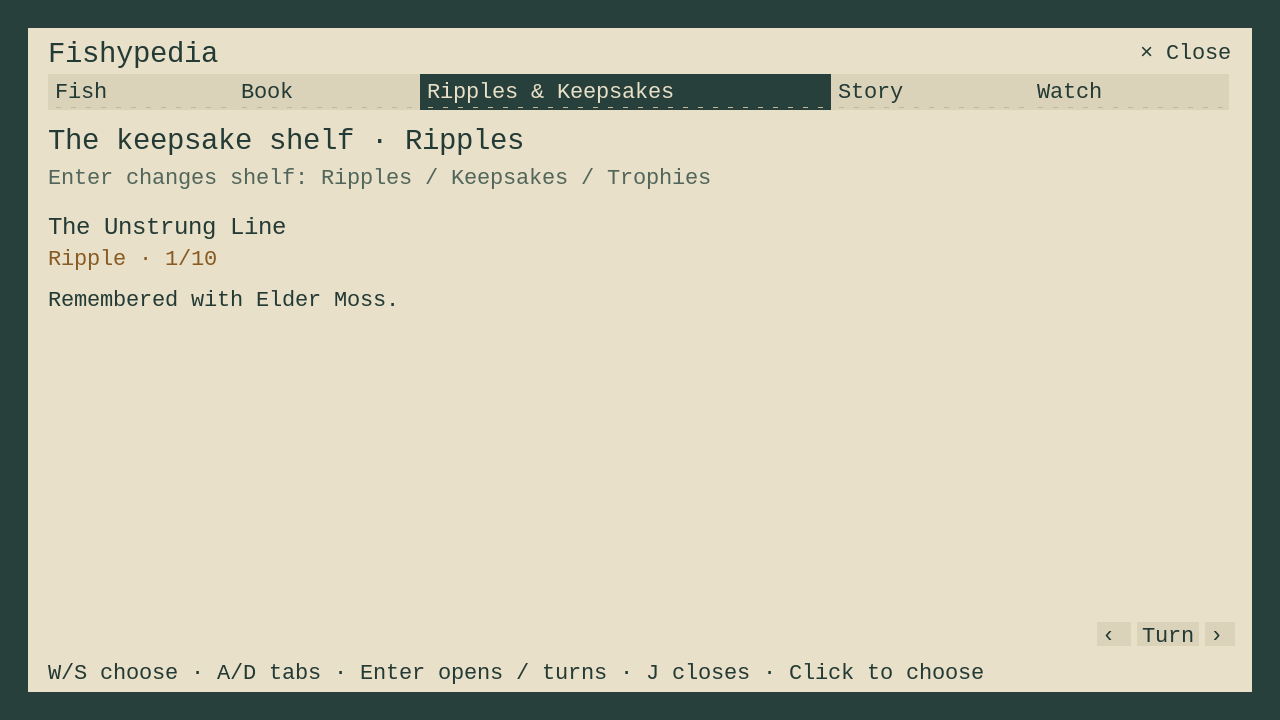 Fishypedia
× Close
Fish Book Ripples & Keepsakes Story Watch
The keepsake shelf · Ripples
Enter changes shelf: Ripples / Keepsakes / Trophies
The Unstrung Line
Ripple · 1/10
Remembered with Elder Moss.
‹ Turn ›
W/S choose · A/D tabs · Enter opens / turns · J closes · Click to choose